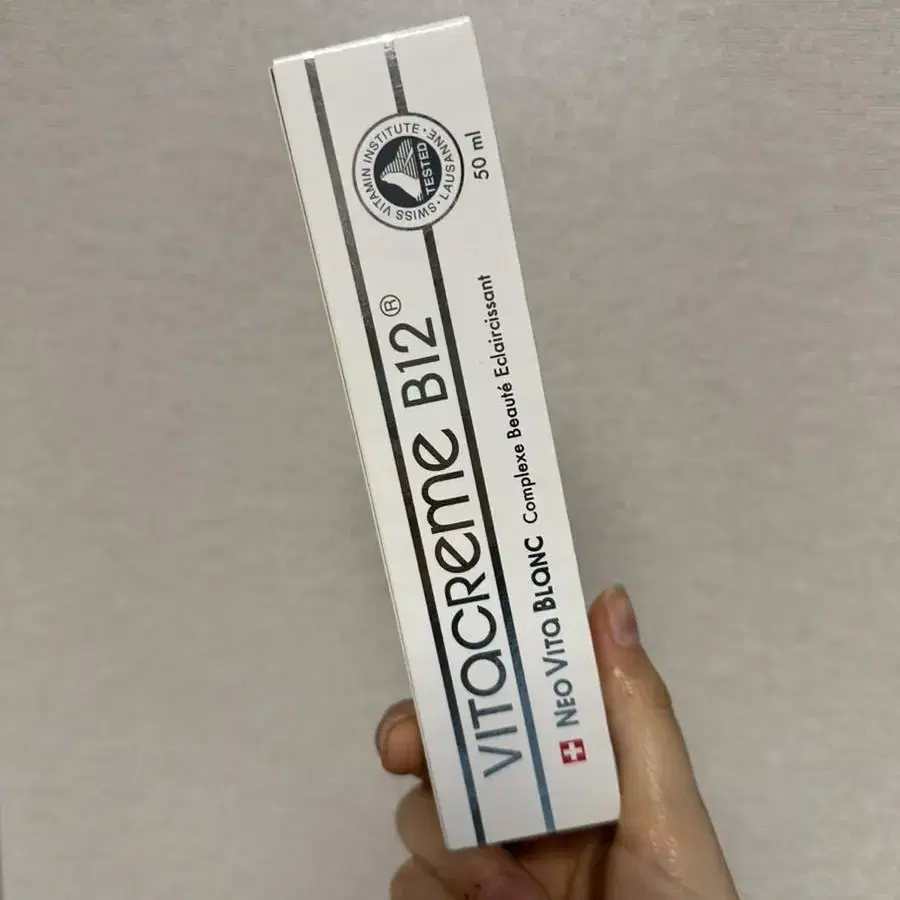 VITACREME B12®
NEO VITA BLANC Complexe Beauté Eclaircissant
50 ml
SWISS VITAMIN INSTITUTE · LAUSANNE ·
TESTED